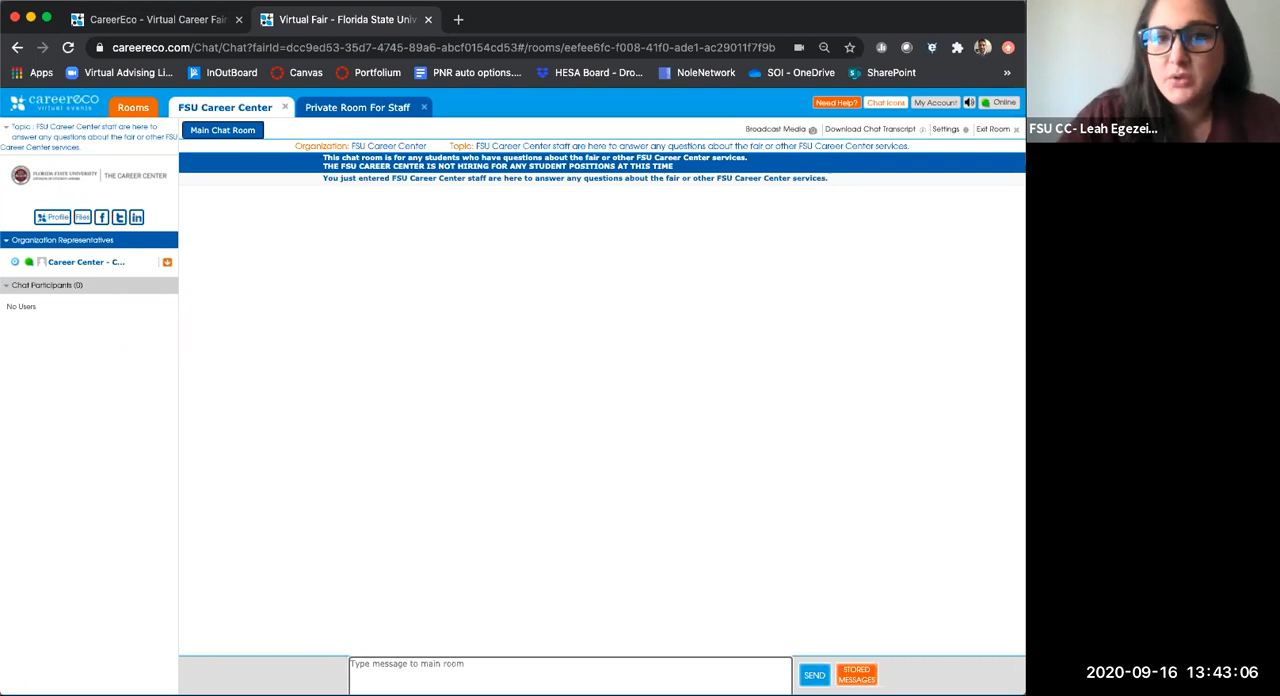 CareerEco - Virtual Career Fair
Virtual Fair - Florida State Univ
careereco.com/Chat/Chat?fairId=dcc9ed53-35d7-4745-89a6-abcf0154cd53#/rooms/eefee6fc-f008-41f0-ade1-ac29011f7f9b
Apps Virtual Advising Li... InOutBoard Canvas Portfolium PNR auto options.... HESA Board - Dro... NoleNetwork SOI - OneDrive SharePoint »
careereco virtual events Rooms FSU Career Center Private Room For Staff Need Help? Chat Icons My Account Online
Topic: FSU Career Center staff are here to
answer any questions about the fair or other FSU
Career Center services.
Main Chat Room Broadcast Media Download Chat Transcript Settings Exit Room
Organization: FSU Career Center Topic: FSU Career Center staff are here to answer any questions about the fair or other FSU Career Center services.
This chat room is for any students who have questions about the fair or other FSU Career Center services.
THE FSU CAREER CENTER IS NOT HIRING FOR ANY STUDENT POSITIONS AT THIS TIME
You just entered FSU Career Center staff are here to answer any questions about the fair or other FSU Career Center services.
FLORIDA STATE UNIVERSITY THE CAREER CENTER
Profile Files
Organization Representatives
Career Center - C...
Chat Participants (0)
No Users
Type message to main room
SEND
STORED
MESSAGES
FSU CC- Leah Egezei...
2020-09-16 13:43:06